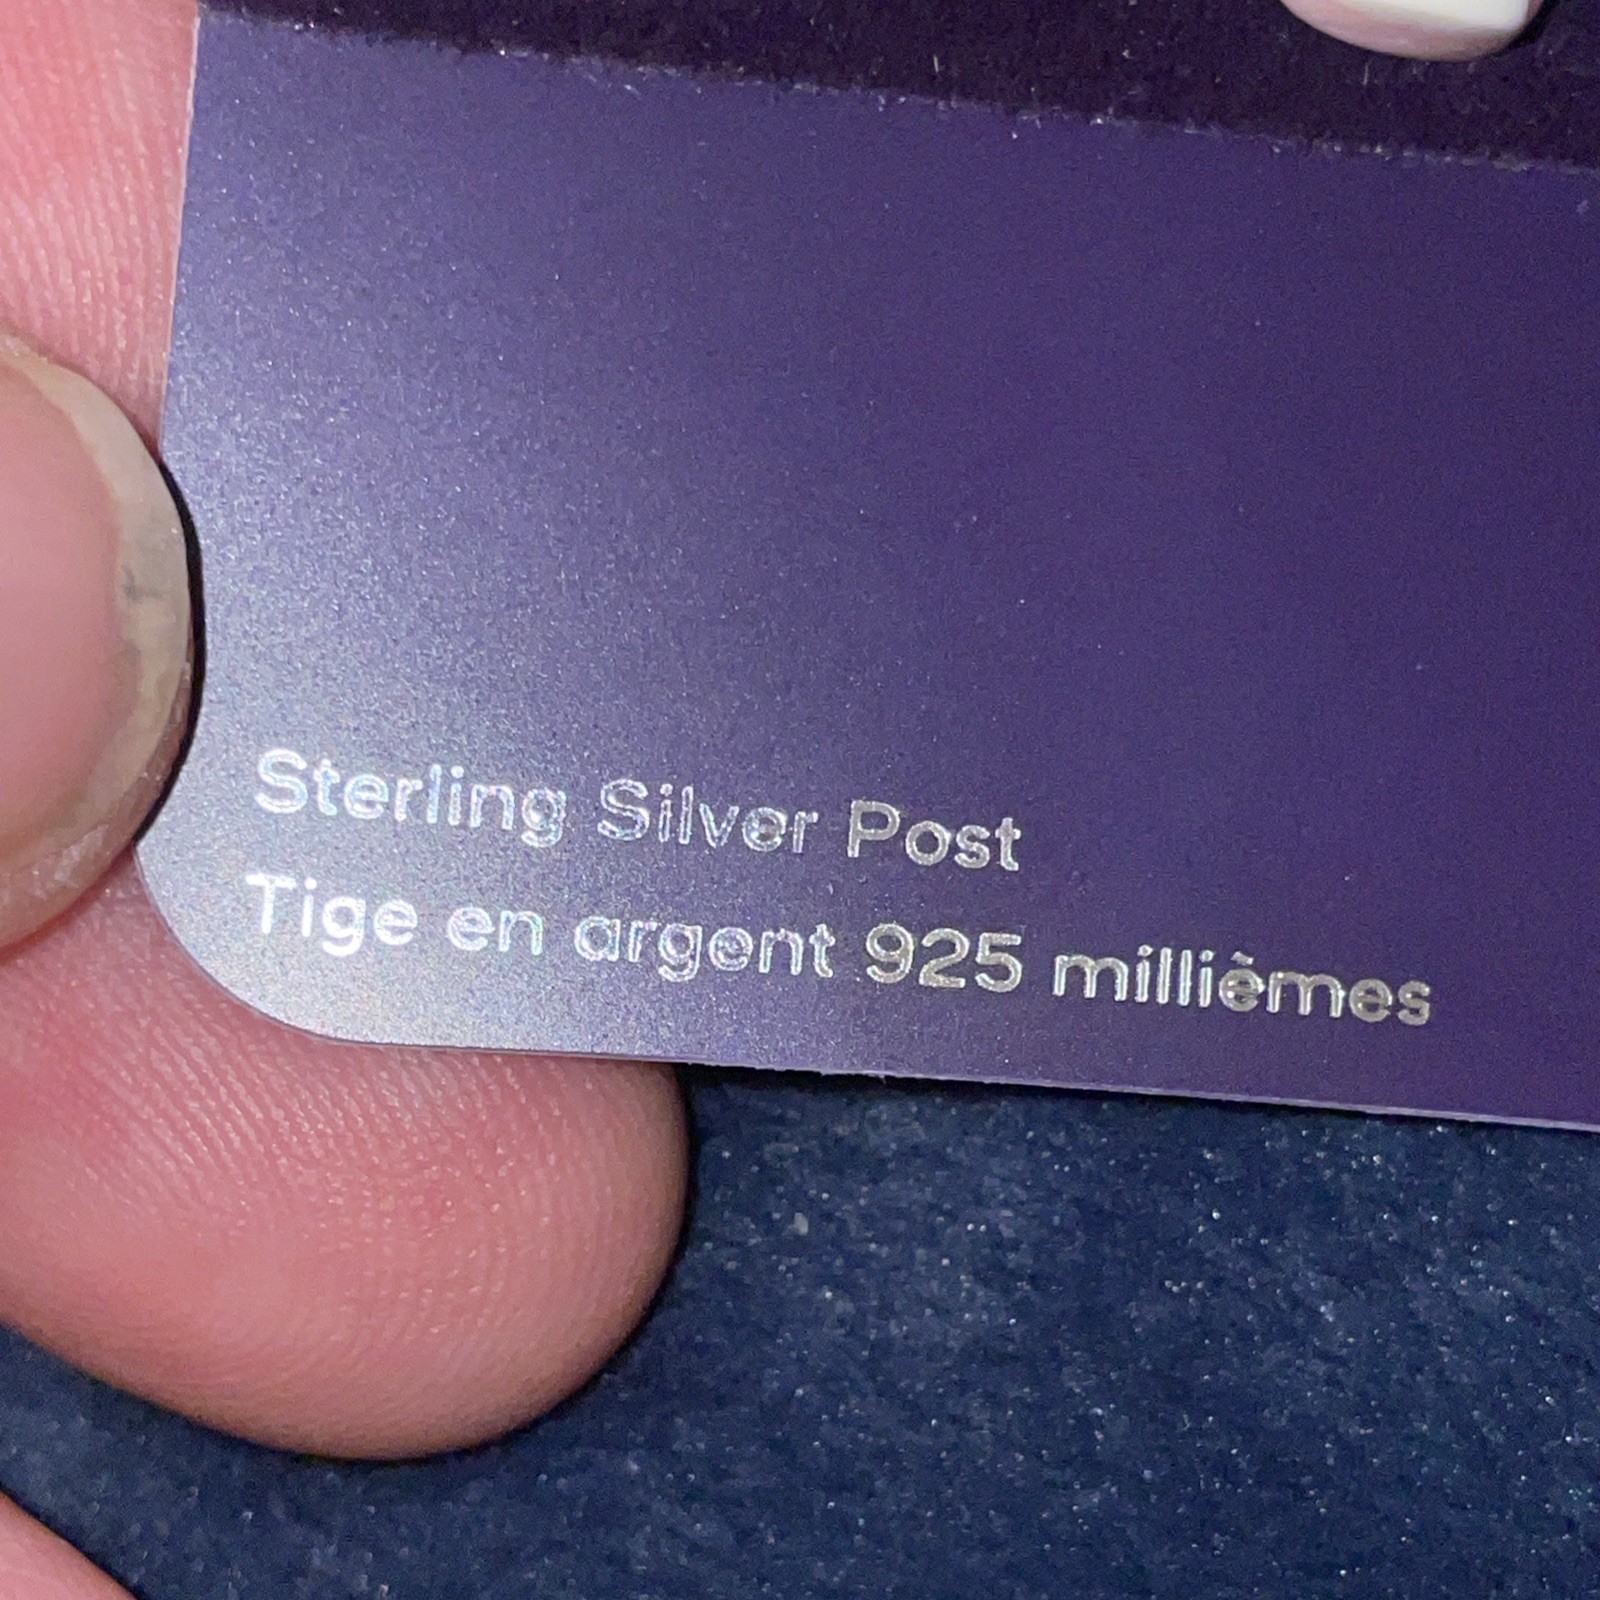 Sterling Silver Post
Tige en argent 925 millièmes